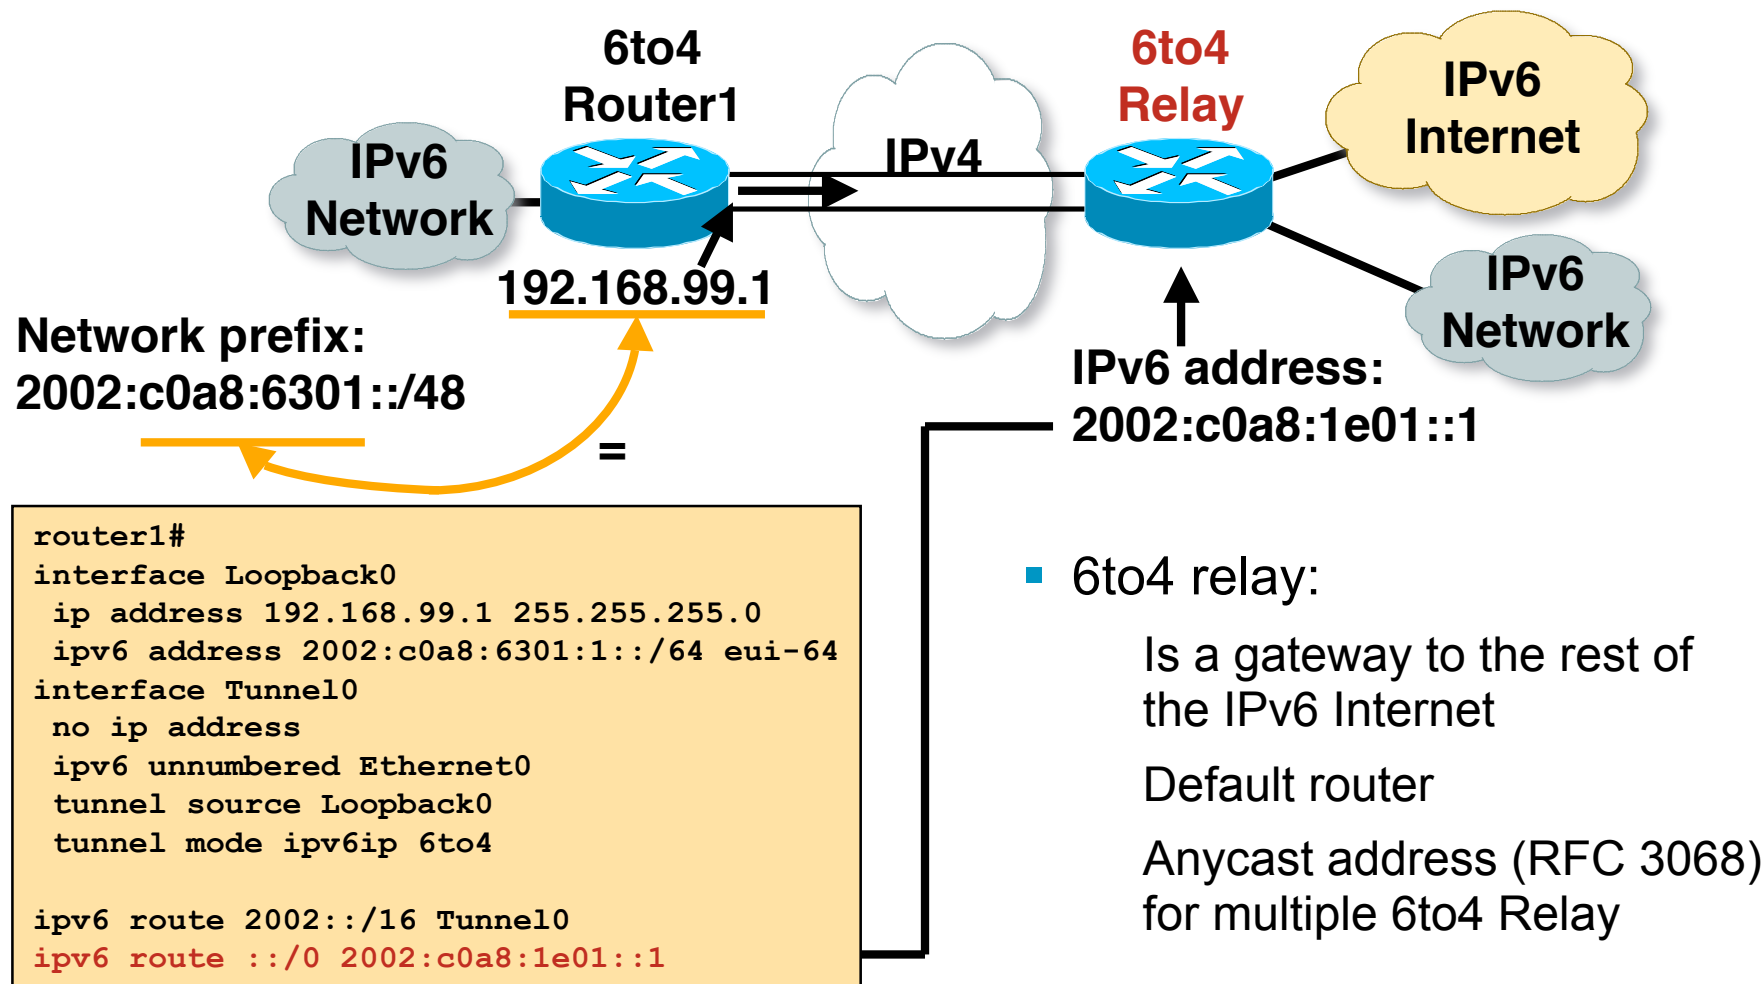 6to4
Router1
6to4
Relay
IPv6
Internet
IPv6
Network
IPv4
192.168.99.1
IPv6
Network
Network prefix:
2002:c0a8:6301::/48
=
IPv6 address:
2002:c0a8:1e01::1
router1#
interface Loopback0
ip address 192.168.99.1 255.255.255.0
ipv6 address 2002:c0a8:6301:1::/64 eui-64
interface Tunnel0
no ip address
ipv6 unnumbered Ethernet0
tunnel source Loopback0
tunnel mode ipv6ip 6to4
ipv6 route 2002::/16 Tunnel0
ipv6 route ::/0 2002:c0a8:1e01::1
▪ 6to4 relay:
Is a gateway to the rest of
the IPv6 Internet
Default router
Anycast address (RFC 3068)
for multiple 6to4 Relay